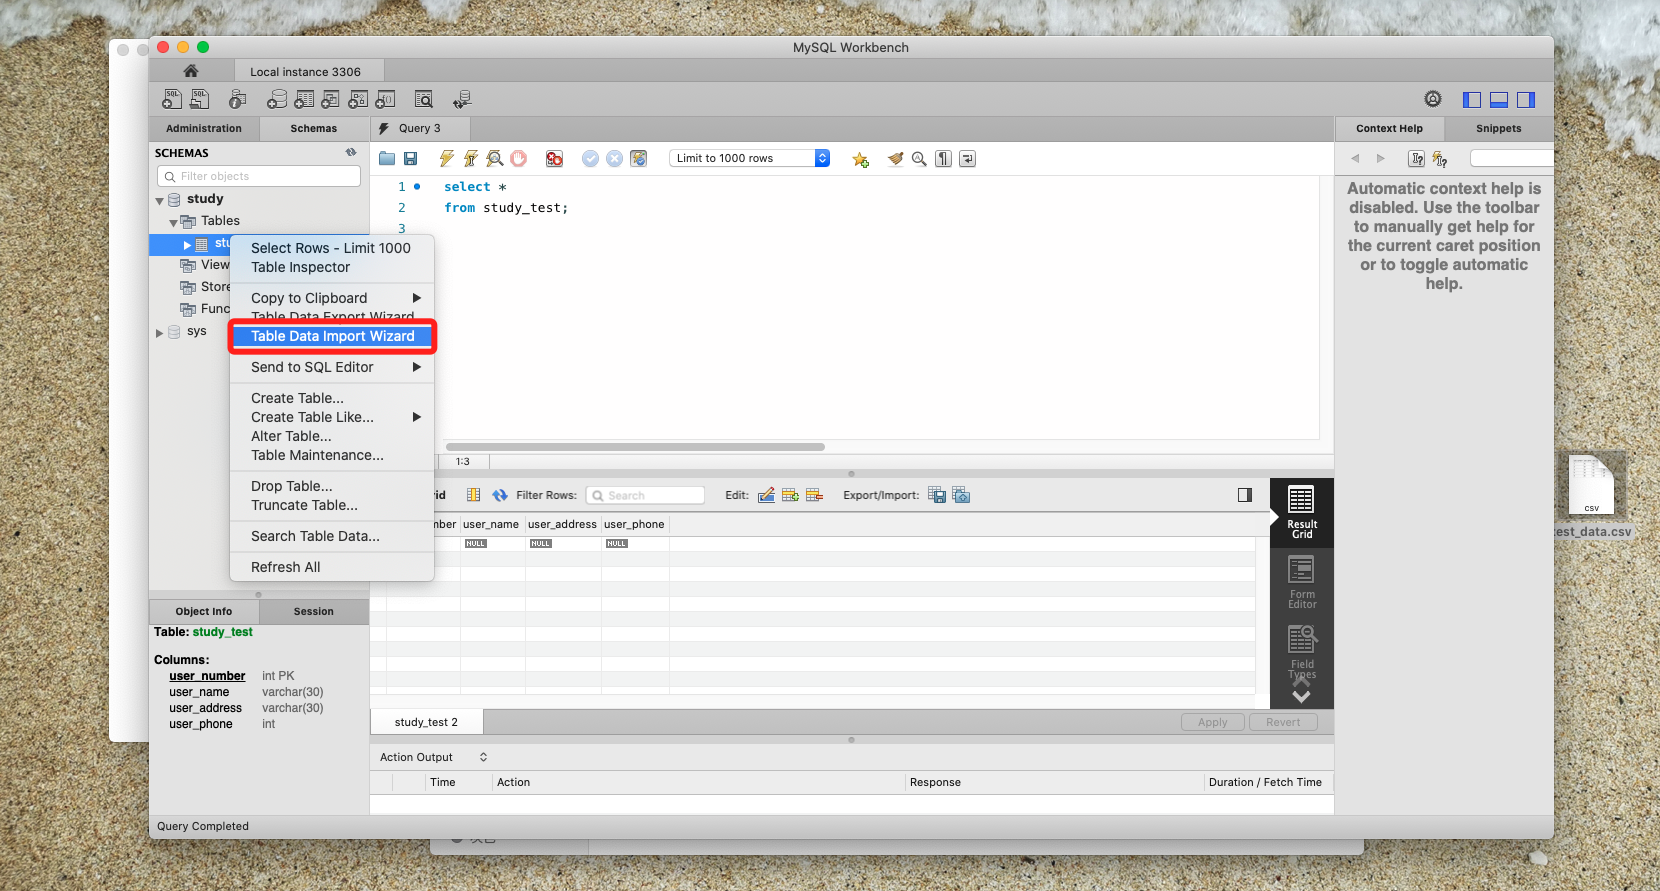 MySQL Workbench
Local instance 3306
Administration
Schemas
Query 3
Context Help
Snippets
SCHEMAS
Filter objects
Limit to 1000 rows
study
Tables
stu
View
Store
Func
sys
1
select *
2
from study_test;
3
Select Rows - Limit 1000
Table Inspector
Copy to Clipboard
Table Data Export Wizard
Table Data Import Wizard
Send to SQL Editor
Create Table...
Create Table Like...
Alter Table...
Table Maintenance...
Drop Table...
Truncate Table...
Search Table Data...
Refresh All
Automatic context help is
disabled. Use the toolbar
to manually get help for
the current caret position
or to toggle automatic
help.
1:3
rid
Filter Rows:
Search
Edit:
Export/Import:
mber
user_name
user_address
user_phone
NULL
NULL
NULL
Result
Grid
Form
Editor
Field
Types
csv
est_data.csv
Object Info
Session
Table: study_test
Columns:
user_number int PK
user_name varchar(30)
user_address varchar(30)
user_phone int
study_test 2
Apply
Revert
Action Output
Time
Action
Response
Duration / Fetch Time
Query Completed